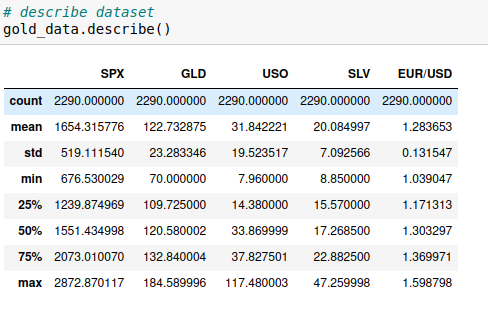 # describe dataset
gold_data.describe()
SPX GLD USO SLV EUR/USD
count 2290.000000 2290.000000 2290.000000 2290.000000 2290.000000
mean 1654.315776 122.732875 31.842221 20.084997 1.283653
std 519.111540 23.283346 19.523517 7.092566 0.131547
min 676.530029 70.000000 7.960000 8.850000 1.039047
25% 1239.874969 109.725000 14.380000 15.570000 1.171313
50% 1551.434998 120.580002 33.869999 17.268500 1.303297
75% 2073.010070 132.840004 37.827501 22.882500 1.369971
max 2872.870117 184.589996 117.480003 47.259998 1.598798